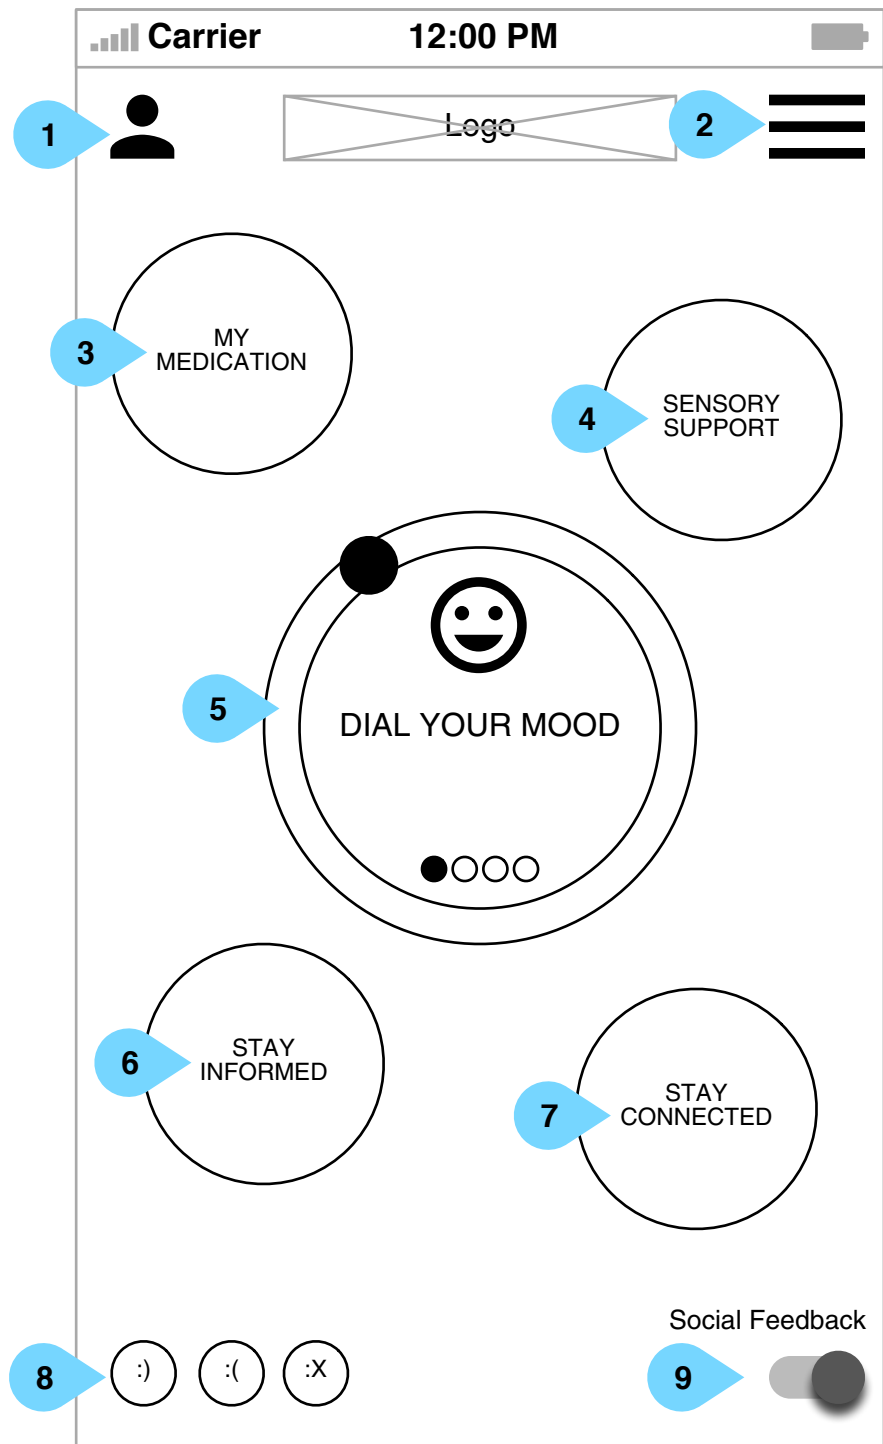 Carrier 12:00 PM
1
Logo
2
MY
MEDICATION
3
SENSORY
SUPPORT
4
5
DIAL YOUR MOOD
STAY
INFORMED
6
STAY
CONNECTED
7
Social Feedback
8
:) :( :X
9